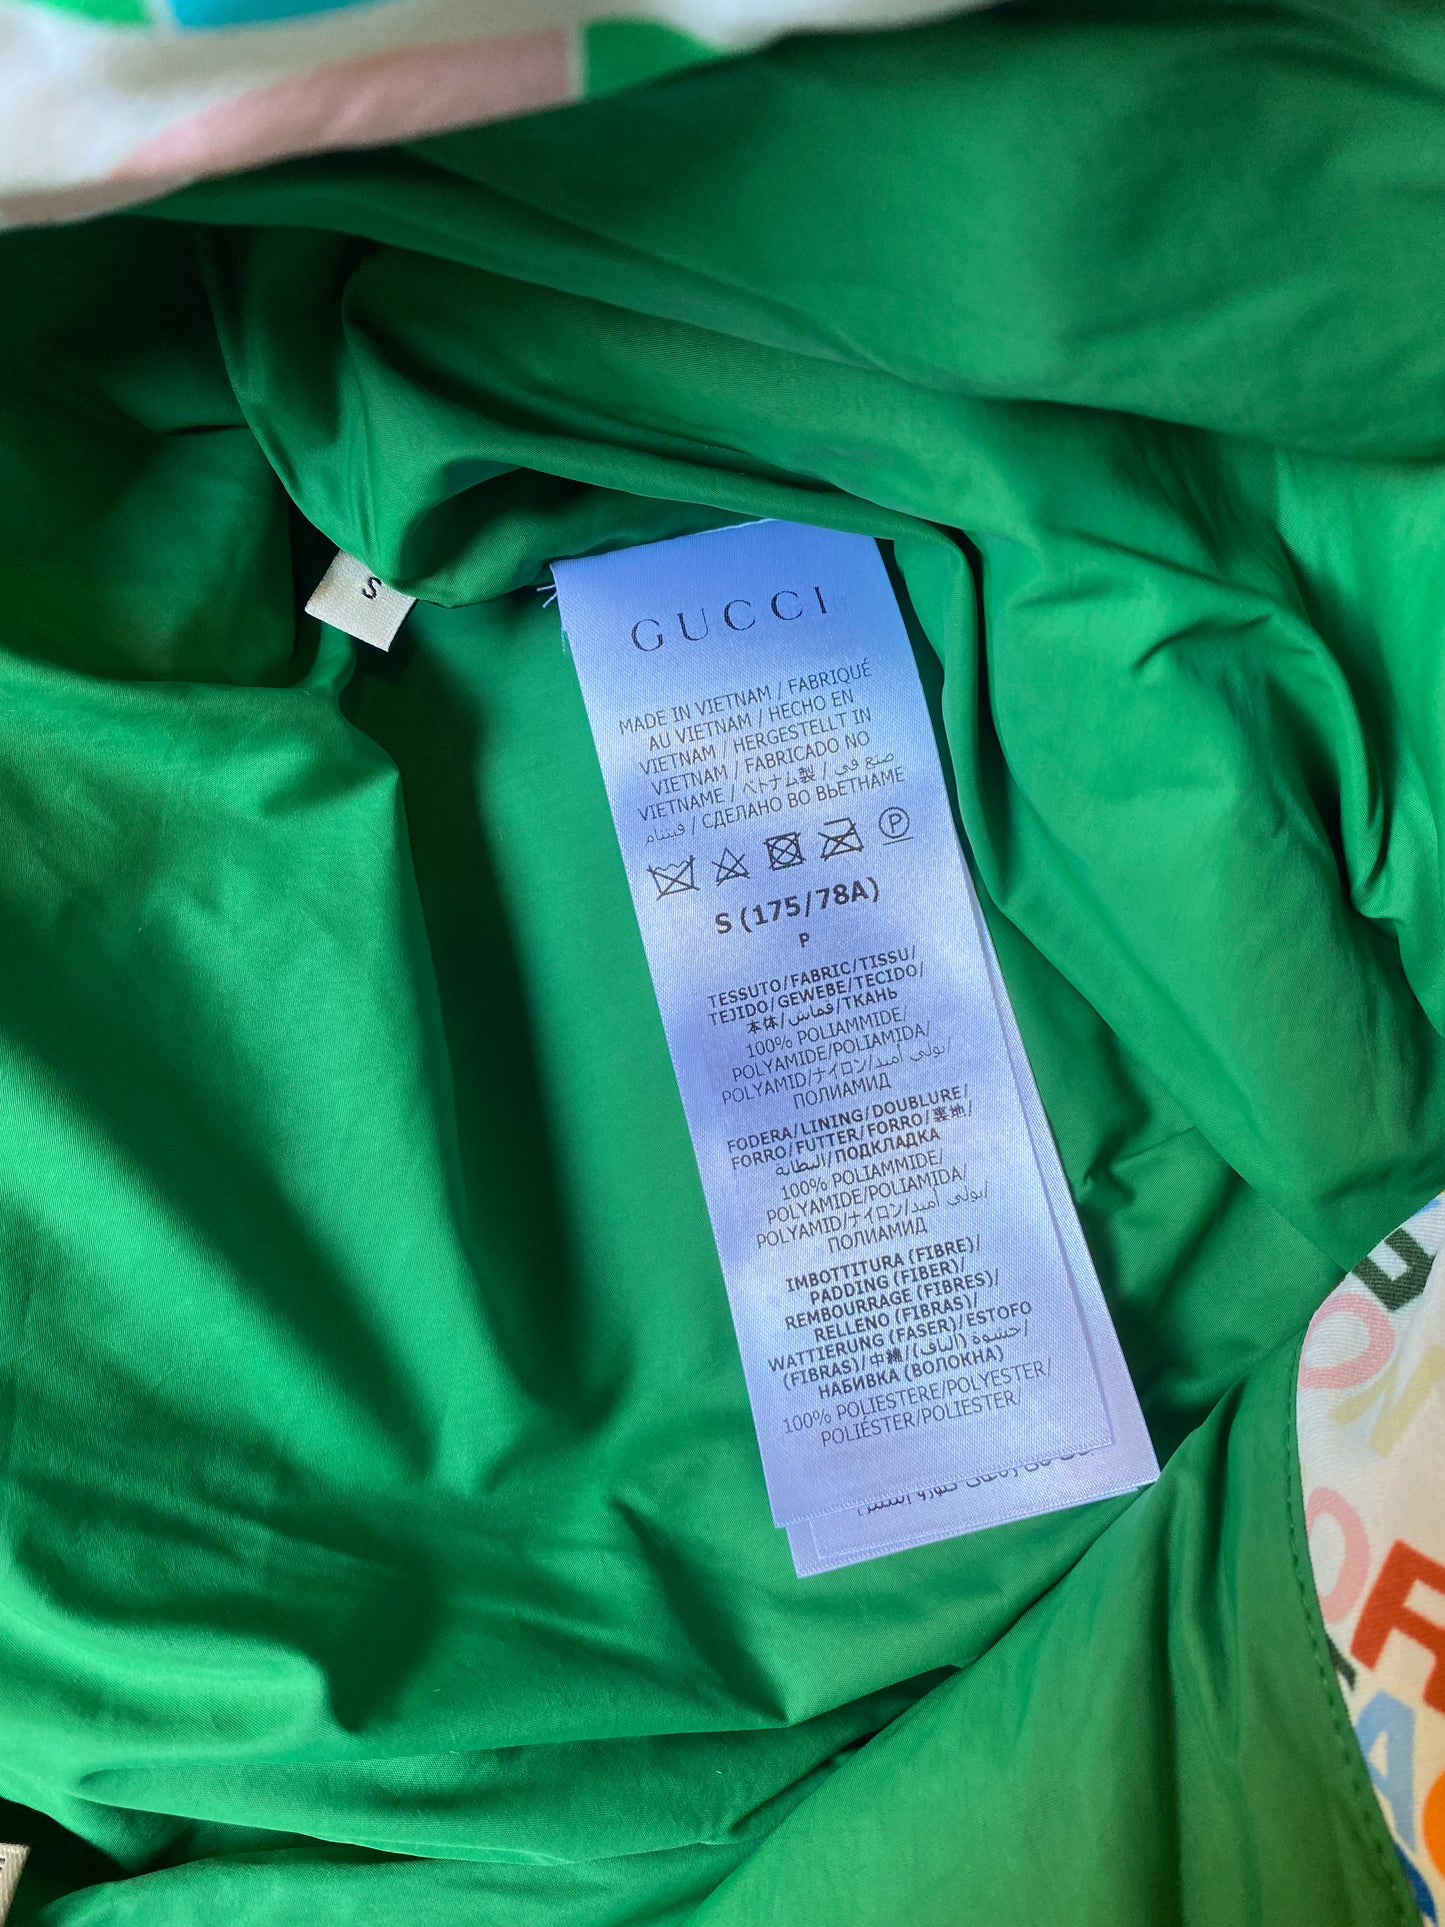 S
GUCCI
MADE IN VIETNAM / FABRIQUÉ
AU VIETNAM / HECHO EN
VIETNAM / HERGESTELLT IN
VIETNAM / FABRICADO NO
VIETNAME / ベトナム製 / صنع في
فيتنام / СДЕЛАНО ВО ВЬЕТНАМЕ
P
S (175/78A)
P
TESSUTO/FABRIC/TISSU/
TEJIDO/GEWEBE/TECIDO/
本体/قماش/ТКАНЬ
100% POLIAMMIDE/
POLYAMIDE/POLIAMIDA/
POLYAMID/ナイロン/بولي أميد/
ПОЛИАМИД
FODERA/LINING/DOUBLURE/
FORRO/FUTTER/FORRO/裏地/
البطانة/ПОДКЛАДКА
100% POLIAMMIDE/
POLYAMIDE/POLIAMIDA/
POLYAMID/ナイロン/بولي أميد/
ПОЛИАМИД
IMBOTTITURA (FIBRE)/
PADDING (FIBER)/
REMBOURRAGE (FIBRES)/
RELLENO (FIBRAS)/
WATTIERUNG (FASER)/ESTOFO
(FIBRAS)/中綿/حشوة (ألياف)/
НАБИВКА (ВОЛОКНА)
100% POLIESTERE/POLYESTER/
POLIÉSTER/POLIESTER/